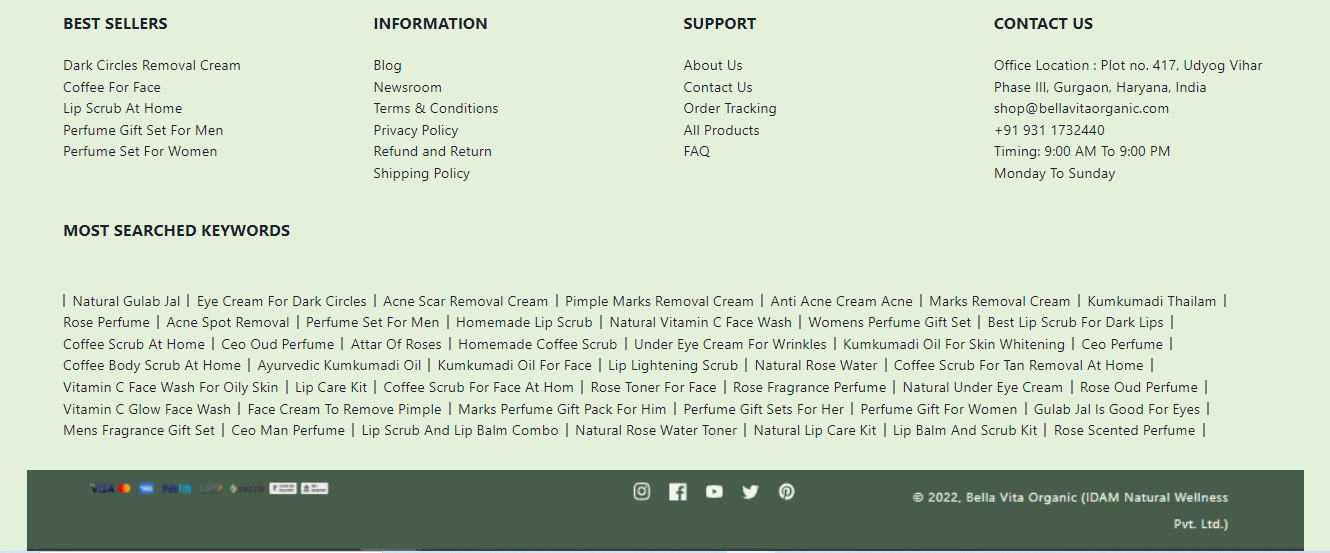 BEST SELLERS
Dark Circles Removal Cream
Coffee For Face
Lip Scrub At Home
Perfume Gift Set For Men
Perfume Set For Women
INFORMATION
Blog
Newsroom
Terms & Conditions
Privacy Policy
Refund and Return
Shipping Policy
SUPPORT
About Us
Contact Us
Order Tracking
All Products
FAQ
CONTACT US
Office Location : Plot no. 417, Udyog Vihar
Phase III, Gurgaon, Haryana, India
shop@bellavitaorganic.com
+91 931 1732440
Timing: 9:00 AM To 9:00 PM
Monday To Sunday
MOST SEARCHED KEYWORDS
| Natural Gulab Jal | Eye Cream For Dark Circles | Acne Scar Removal Cream | Pimple Marks Removal Cream | Anti Acne Cream Acne | Marks Removal Cream | Kumkumadi Thailam |
Rose Perfume | Acne Spot Removal | Perfume Set For Men | Homemade Lip Scrub | Natural Vitamin C Face Wash | Womens Perfume Gift Set | Best Lip Scrub For Dark Lips |
Coffee Scrub At Home | Ceo Oud Perfume | Attar Of Roses | Homemade Coffee Scrub | Under Eye Cream For Wrinkles | Kumkumadi Oil For Skin Whitening | Ceo Perfume |
Coffee Body Scrub At Home | Ayurvedic Kumkumadi Oil | Kumkumadi Oil For Face | Lip Lightening Scrub | Natural Rose Water | Coffee Scrub For Tan Removal At Home |
Vitamin C Face Wash For Oily Skin | Lip Care Kit | Coffee Scrub For Face At Hom | Rose Toner For Face | Rose Fragrance Perfume | Natural Under Eye Cream | Rose Oud Perfume |
Vitamin C Glow Face Wash | Face Cream To Remove Pimple | Marks Perfume Gift Pack For Him | Perfume Gift Sets For Her | Perfume Gift For Women | Gulab Jal Is Good For Eyes |
Mens Fragrance Gift Set | Ceo Man Perfume | Lip Scrub And Lip Balm Combo | Natural Rose Water Toner | Natural Lip Care Kit | Lip Balm And Scrub Kit | Rose Scented Perfume |
VISA Paytm
© 2022, Bella Vita Organic (IDAM Natural Wellness
Pvt. Ltd.)